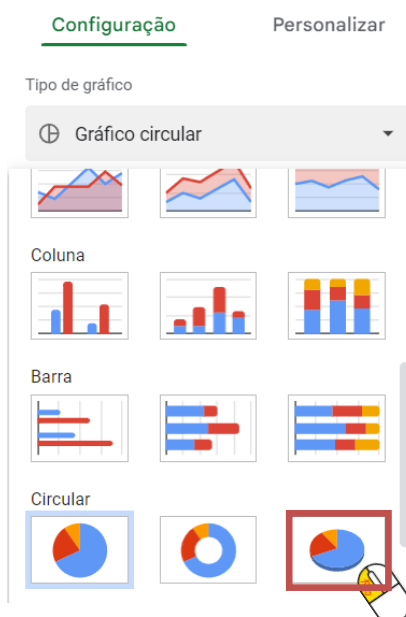 Configuração Personalizar
Tipo de gráfico
Gráfico circular
Coluna
Barra
Circular